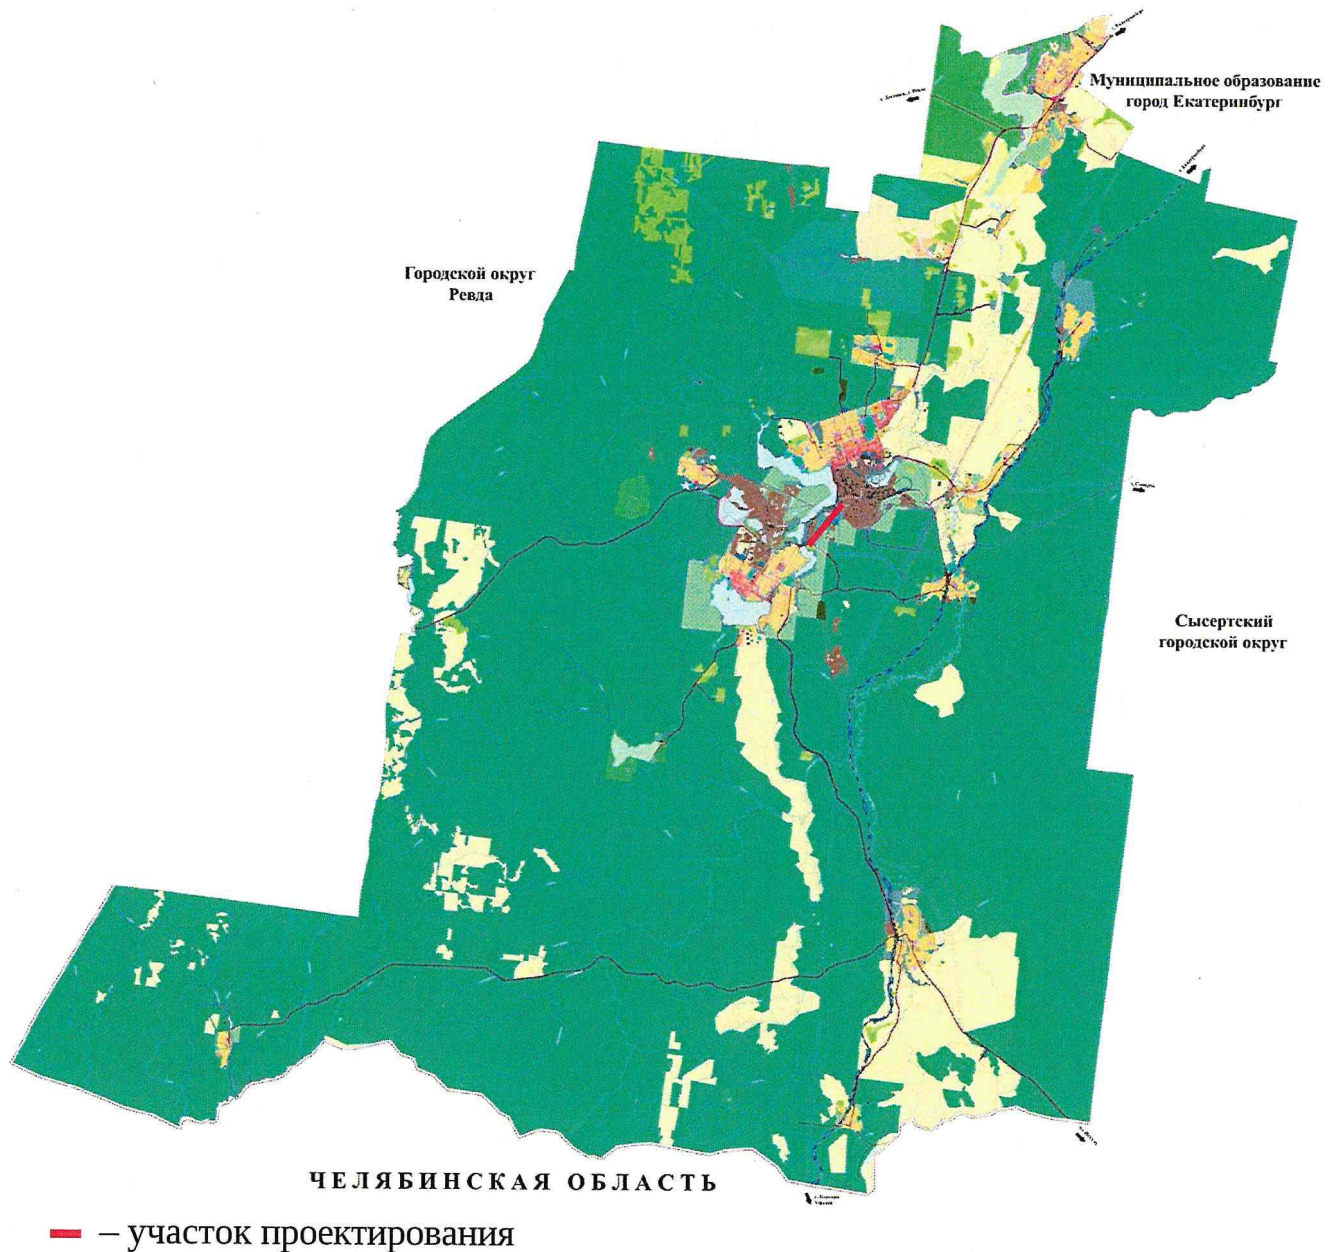 Муниципальное образование
город Екатеринбург
Городской округ
Ревда
Сысертский
городской округ
ЧЕЛЯБИНСКАЯ ОБЛАСТЬ
– участок проектирования